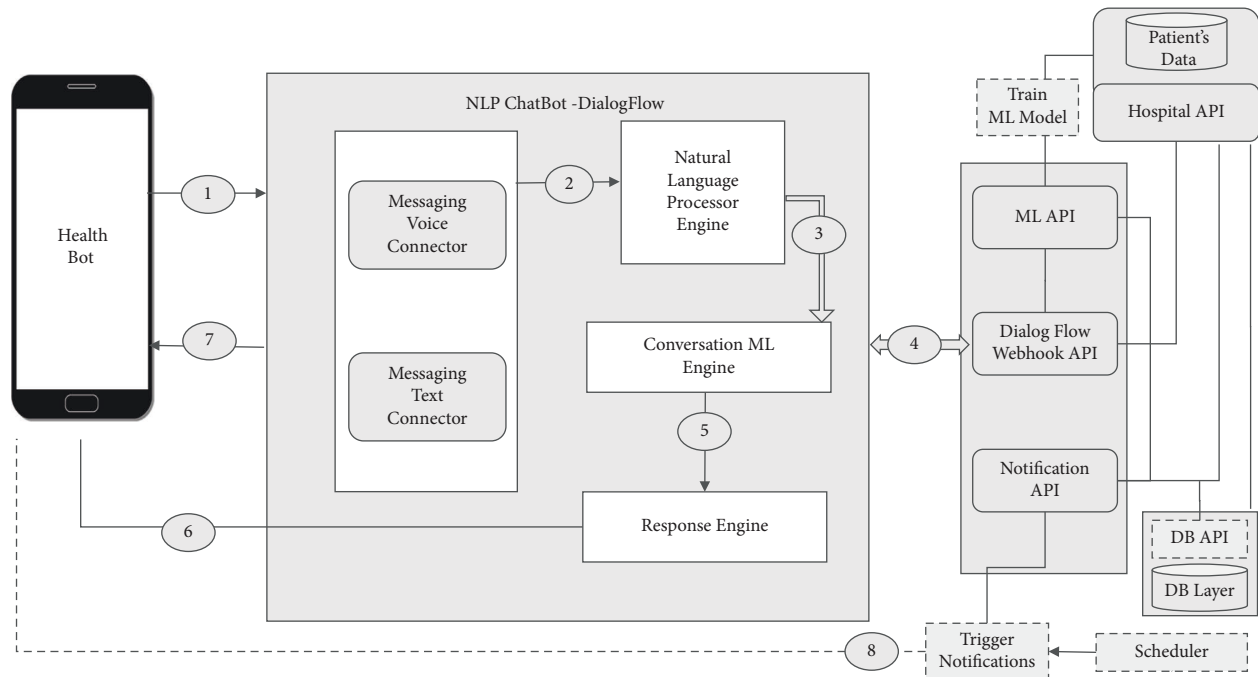 Health
Bot
1
7
6
NLP ChatBot -DialogFlow
Messaging
Voice
Connector
Messaging
Text
Connector
2
Natural
Language
Processor
Engine
3
Conversation ML
Engine
5
Response Engine
4
Patient’s
Data
Hospital API
Train
ML Model
ML API
Dialog Flow
Webhook API
Notification
API
DB API
DB Layer
8
Trigger
Notifications
Scheduler